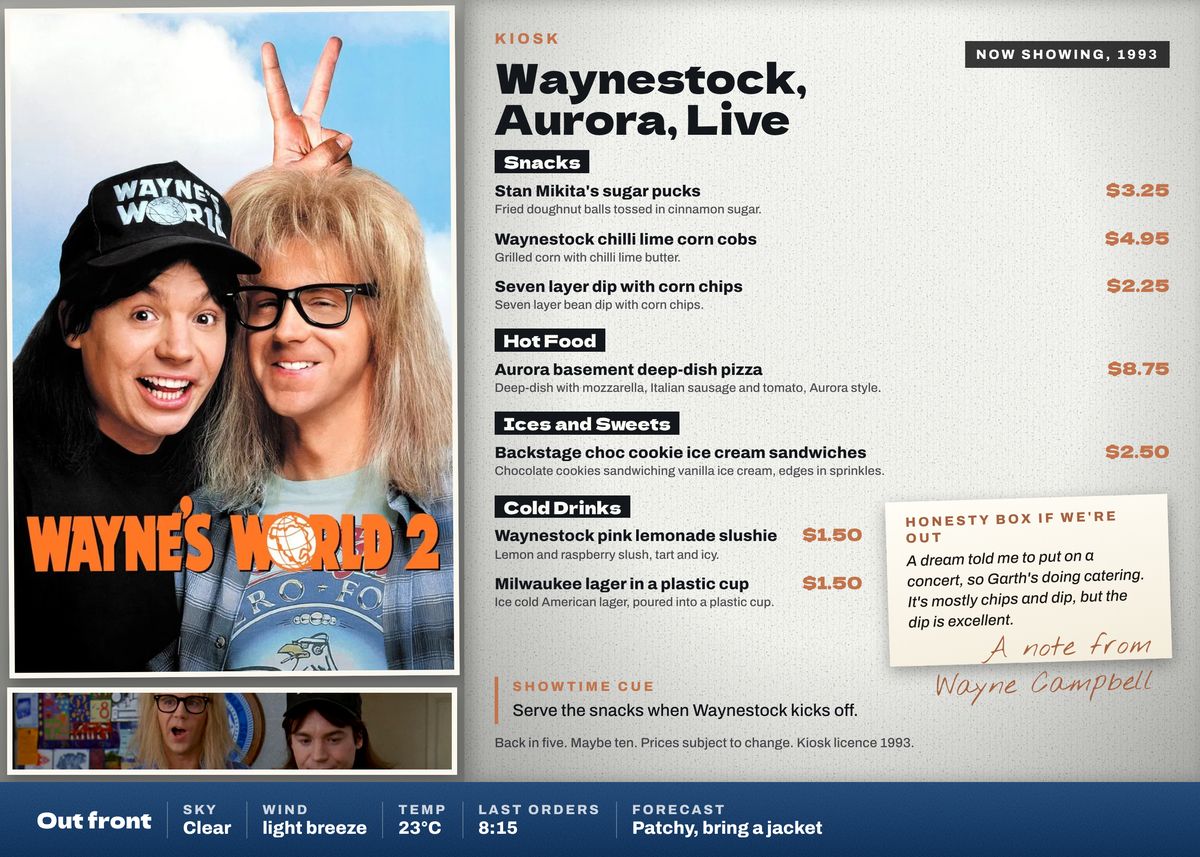 WAYNE'S
WORLD
WAYNE'S WORLD 2
KIOSK
NOW SHOWING, 1993
Waynestock,
Aurora, Live
Snacks
Stan Mikita's sugar pucks $3.25
Fried doughnut balls tossed in cinnamon sugar.
Waynestock chilli lime corn cobs $4.95
Grilled corn with chilli lime butter.
Seven layer dip with corn chips $2.25
Seven layer bean dip with corn chips.
Hot Food
Aurora basement deep-dish pizza $8.75
Deep-dish with mozzarella, Italian sausage and tomato, Aurora style.
Ices and Sweets
Backstage choc cookie ice cream sandwiches $2.50
Chocolate cookies sandwiching vanilla ice cream, edges in sprinkles.
Cold Drinks
Waynestock pink lemonade slushie $1.50
Lemon and raspberry slush, tart and icy.
Milwaukee lager in a plastic cup $1.50
Ice cold American lager, poured into a plastic cup.
HONESTY BOX IF WE'RE
OUT
A dream told me to put on a
concert, so Garth's doing catering.
It's mostly chips and dip, but the
dip is excellent.
A note from
Wayne Campbell
SHOWTIME CUE
Serve the snacks when Waynestock kicks off.
Back in five. Maybe ten. Prices subject to change. Kiosk licence 1993.
Out front
SKY
Clear
WIND
light breeze
TEMP
23°C
LAST ORDERS
8:15
FORECAST
Patchy, bring a jacket